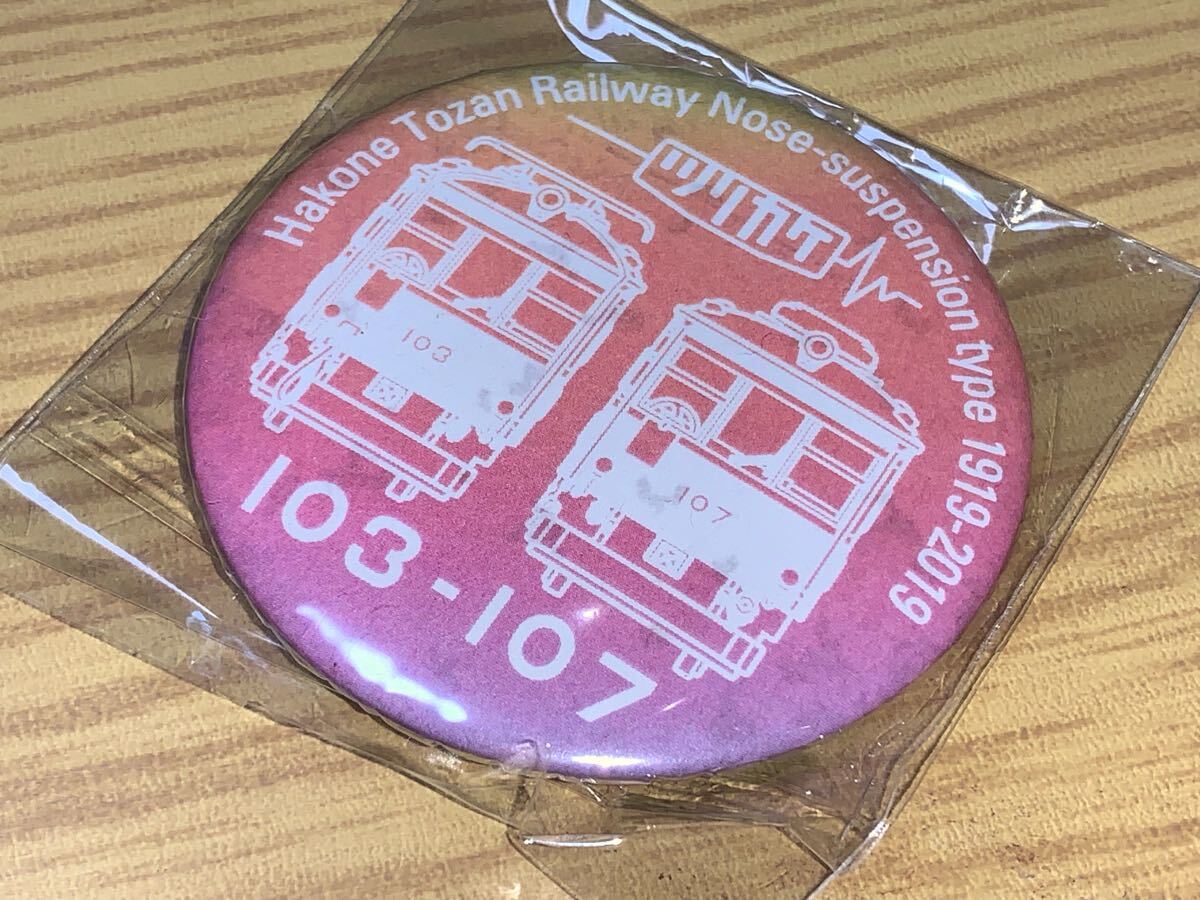 Hakone Tozan Railway Nose-suspension type 1919-2019
ツリカケ
103
107
103-107